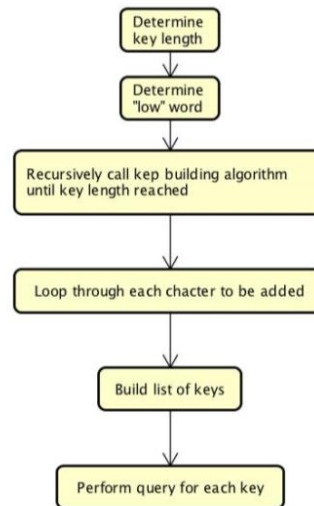 Determine
key length
Determine
"low" word
Recursively call kep building algorithm
until key length reached
Loop through each chacter to be added
Build list of keys
Perform query for each key